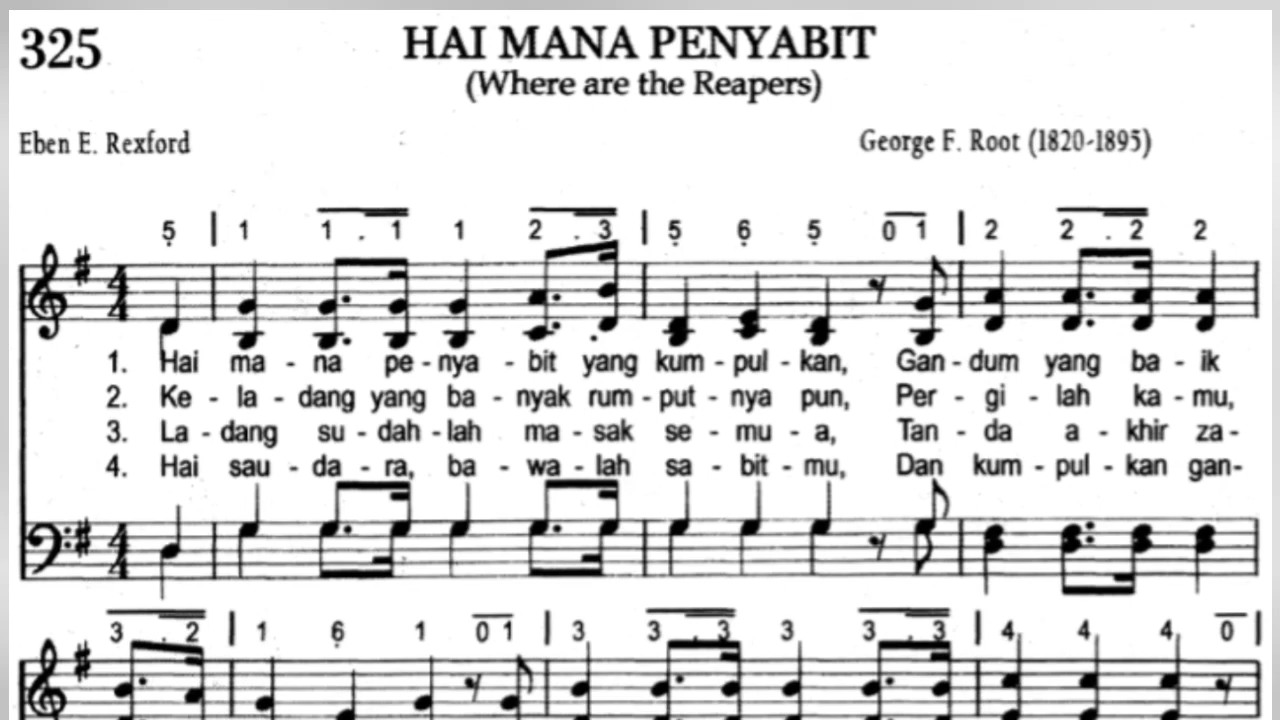 325
HAI MANA PENYABIT
(Where are the Reapers)
Eben E. Rexford
George F. Root (1820-1895)
5̣ | 1 1 . 1 1 2 . 3 | 5̣ 6̣ 5̣ 0 1 | 2 2 . 2 2
4
4
1. Hai ma - na pe - nya - bit yang kum - pul - kan, Gan - dum yang ba - ik
2. Ke - la - dang yang ba - nyak rum - put - nya pun, Per - gi - lah ka - mu,
3. La - dang su - dah - lah ma - sak se - mu - a, Tan - da a - khir za -
4. Hai sau - da - ra, ba - wa - lah sa - bit - mu, Dan kum - pul - kan gan-
4
4
3 . 2 | 1 6̣ 1 0 1 | 3 3 . 3 3 3 . 3 | 4 4 4 0